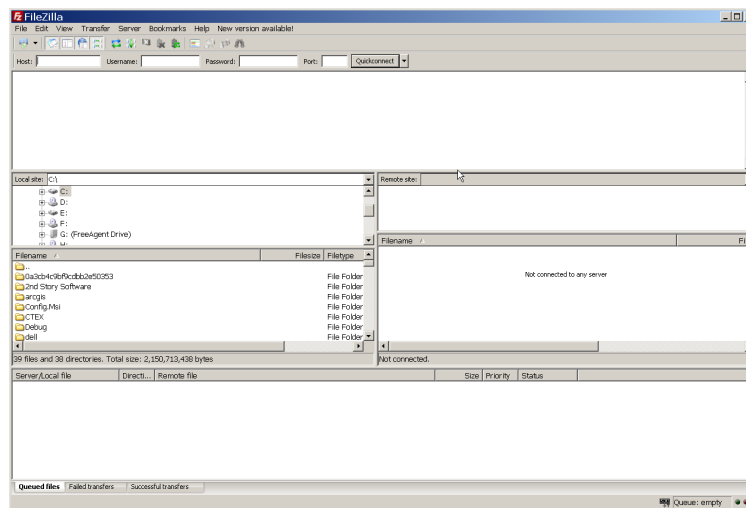 FileZilla
File Edit View Transfer Server Bookmarks Help New version available!
Host: Username: Password: Port: Quickconnect
Local site: C:\
Remote site:
C:
D:
E:
F:
G: (FreeAgent Drive)
H:
Filename Filesize Filetype
..
0a3cb4c9bf9cdbb2e50353 File Folder
2nd Story Software File Folder
arcgis File Folder
Config.Msi File Folder
CTEX File Folder
Debug File Folder
dell File Folder
39 files and 38 directories. Total size: 2,150,713,438 bytes
Filename Fi
Not connected to any server
Not connected.
Server/Local file Directi... Remote file Size Priority Status
Queued files Failed transfers Successful transfers
Queue: empty